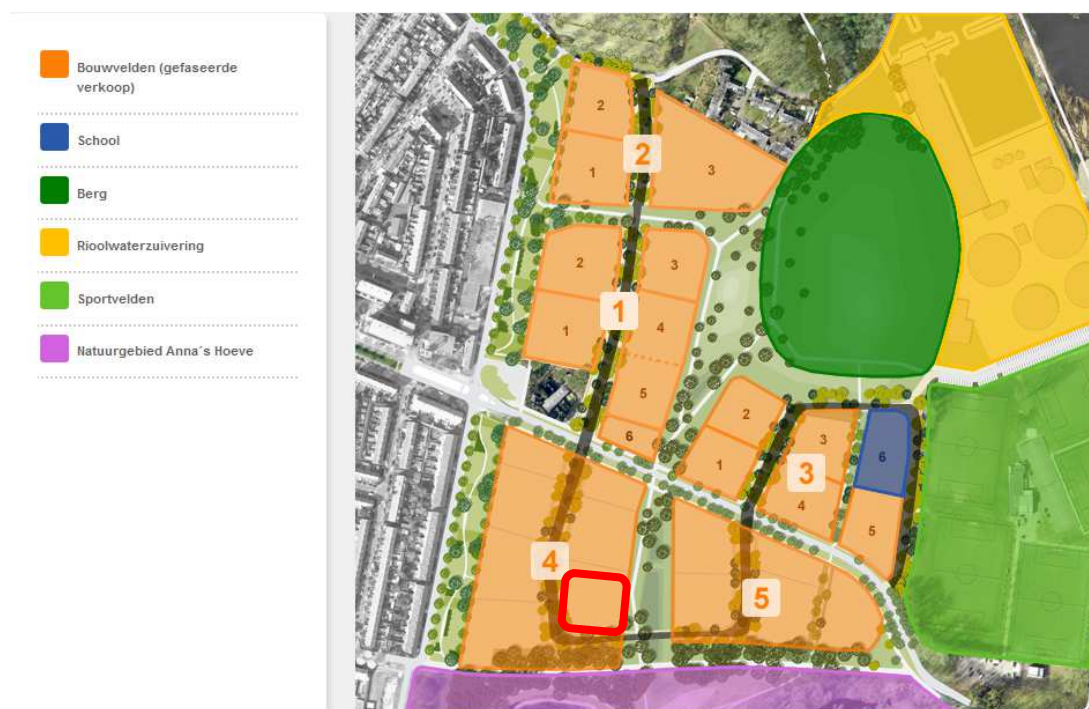 Bouwvelden (gefaseerde
verkoop)
School
Berg
Rioolwaterzuivering
Sportvelden
Natuurgebied Anna´s Hoeve
2
2
3
1
2
3
1
4
1
5
2
6
3
6
3
1
4
5
4
5